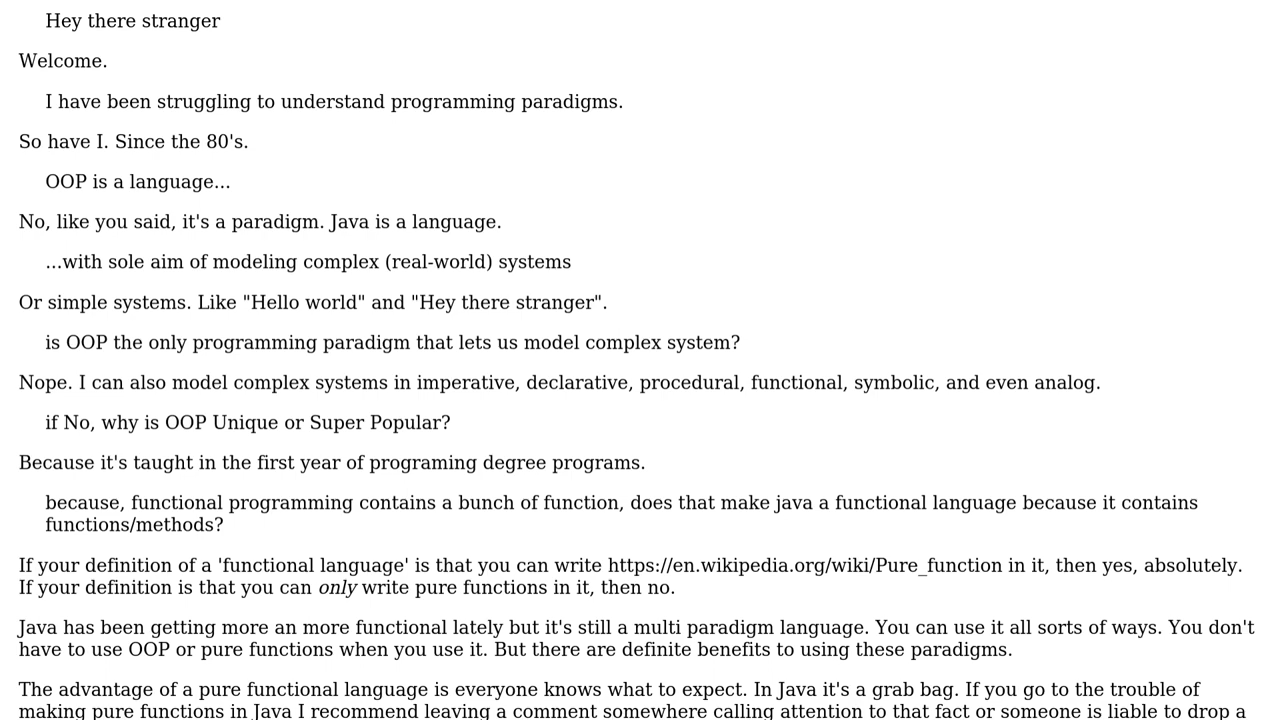 Hey there stranger
Welcome.
I have been struggling to understand programming paradigms.
So have I. Since the 80's.
OOP is a language...
No, like you said, it's a paradigm. Java is a language.
...with sole aim of modeling complex (real-world) systems
Or simple systems. Like "Hello world" and "Hey there stranger".
is OOP the only programming paradigm that lets us model complex system?
Nope. I can also model complex systems in imperative, declarative, procedural, functional, symbolic, and even analog.
if No, why is OOP Unique or Super Popular?
Because it's taught in the first year of programing degree programs.
because, functional programming contains a bunch of function, does that make java a functional language because it contains
functions/methods?
If your definition of a 'functional language' is that you can write https://en.wikipedia.org/wiki/Pure_function in it, then yes, absolutely.
If your definition is that you can only write pure functions in it, then no.
Java has been getting more an more functional lately but it's still a multi paradigm language. You can use it all sorts of ways. You don't
have to use OOP or pure functions when you use it. But there are definite benefits to using these paradigms.
The advantage of a pure functional language is everyone knows what to expect. In Java it's a grab bag. If you go to the trouble of
making pure functions in Java I recommend leaving a comment somewhere calling attention to that fact or someone is liable to drop a